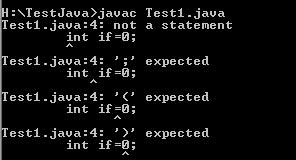 H:\TestJava>javac Test1.java
Test1.java:4: not a statement
int if=0;
^
Test1.java:4: ';' expected
int if=0;
^
Test1.java:4: '(' expected
int if=0;
^
Test1.java:4: ')' expected
int if=0;
^